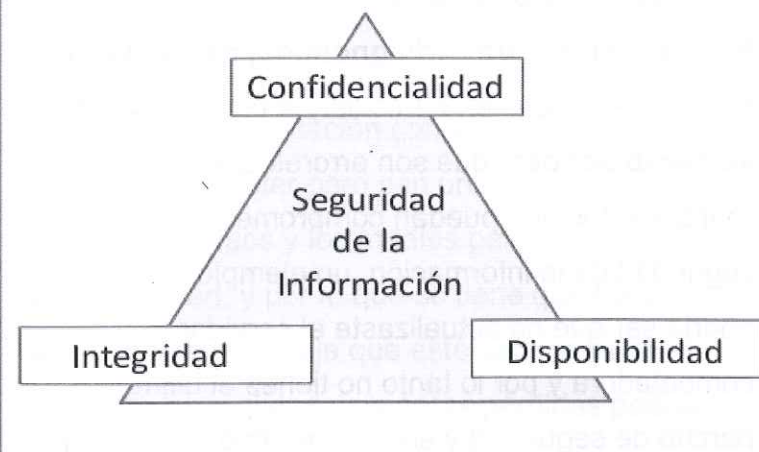 Confidencialidad
Seguridad
de la
Información
Integridad
Disponibilidad